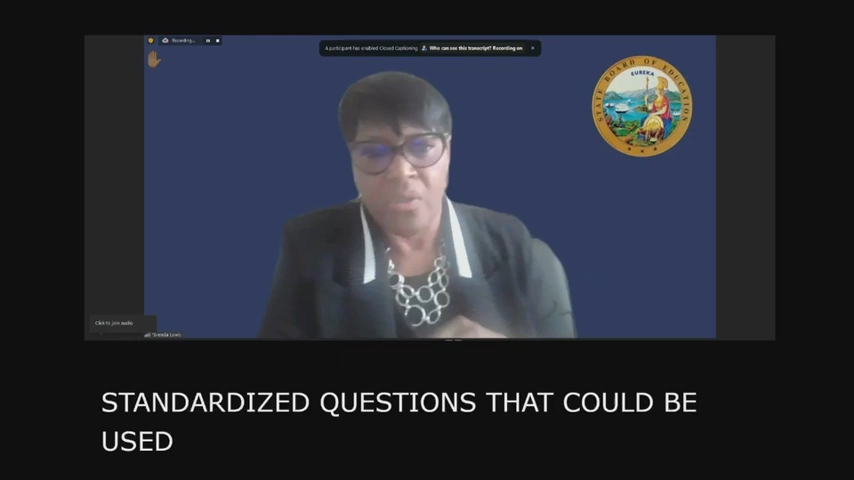 Recording...
A participant has enabled Closed Captioning
Who can see this transcript? Recording on
STATE BOARD OF EDUCATION
EUREKA
Click to join audio
Brenda Lewis
STANDARDIZED QUESTIONS THAT COULD BE
USED